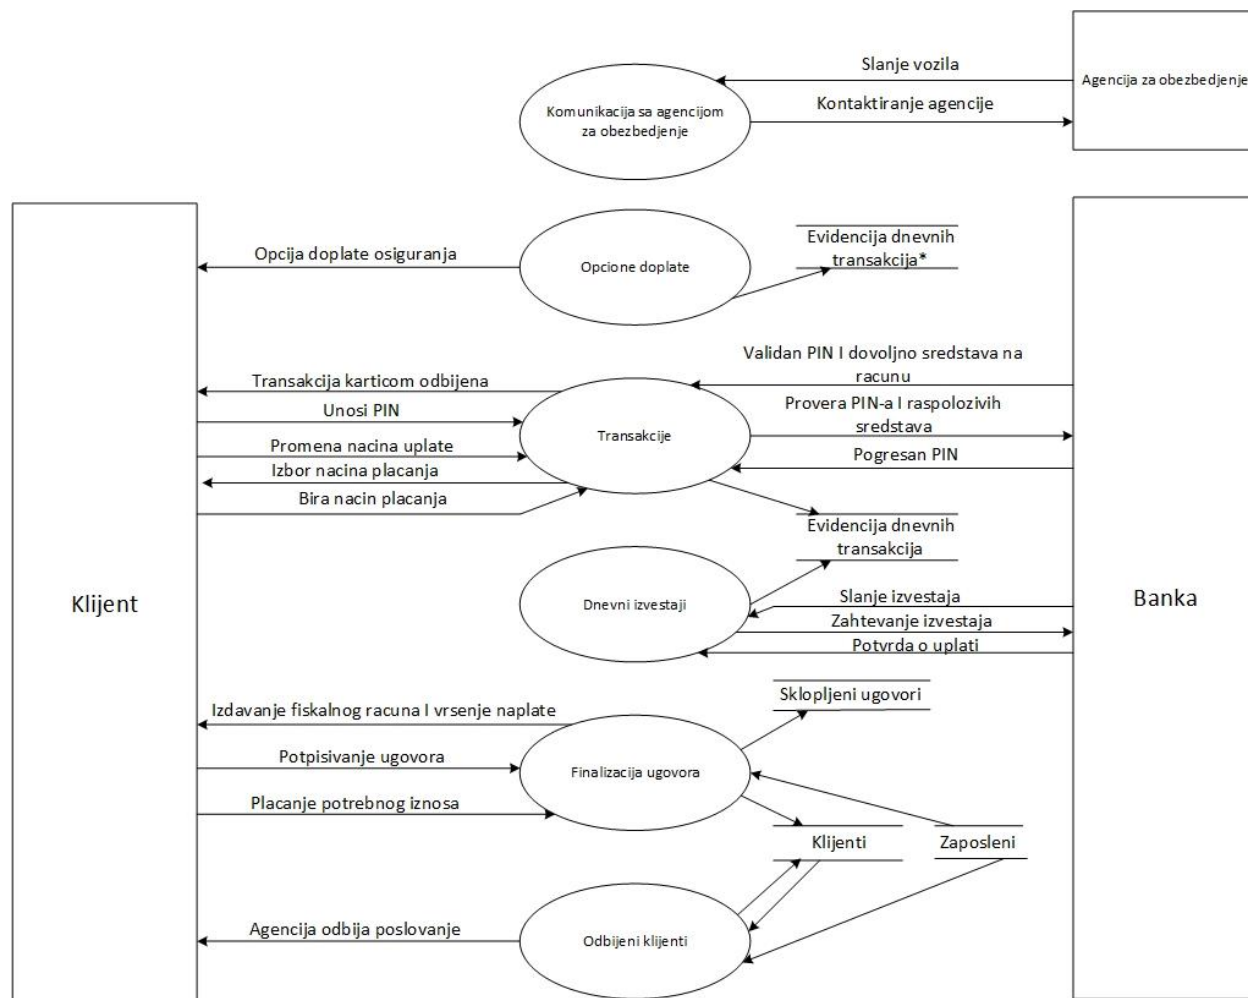 Slanje vozila
Agencija za obezbedjenje
Kontaktiranje agencije
Komunikacija sa agencijom
za obezbedjenje
Opcija doplate osiguranja
Opcione doplate
Evidencija dnevnih
transakcija*
Validan PIN I dovoljno sredstava na
racunu
Transakcija karticom odbijena
Unosi PIN
Provera PIN-a I raspolozivih
sredstava
Transakcije
Promena nacina uplate
Pogresan PIN
Izbor nacina placanja
Bira nacin placanja
Evidencija dnevnih
transakcija
Klijent
Dnevni izvestaji
Slanje izvestaja
Banka
Zahtevanje izvestaja
Potvrda o uplati
Sklopljeni ugovori
Izdavanje fiskalnog racuna I vrsenje naplate
Potpisivanje ugovora
Finalizacija ugovora
Placanje potrebnog iznosa
Klijenti
Zaposleni
Agencija odbija poslovanje
Odbijeni klijenti